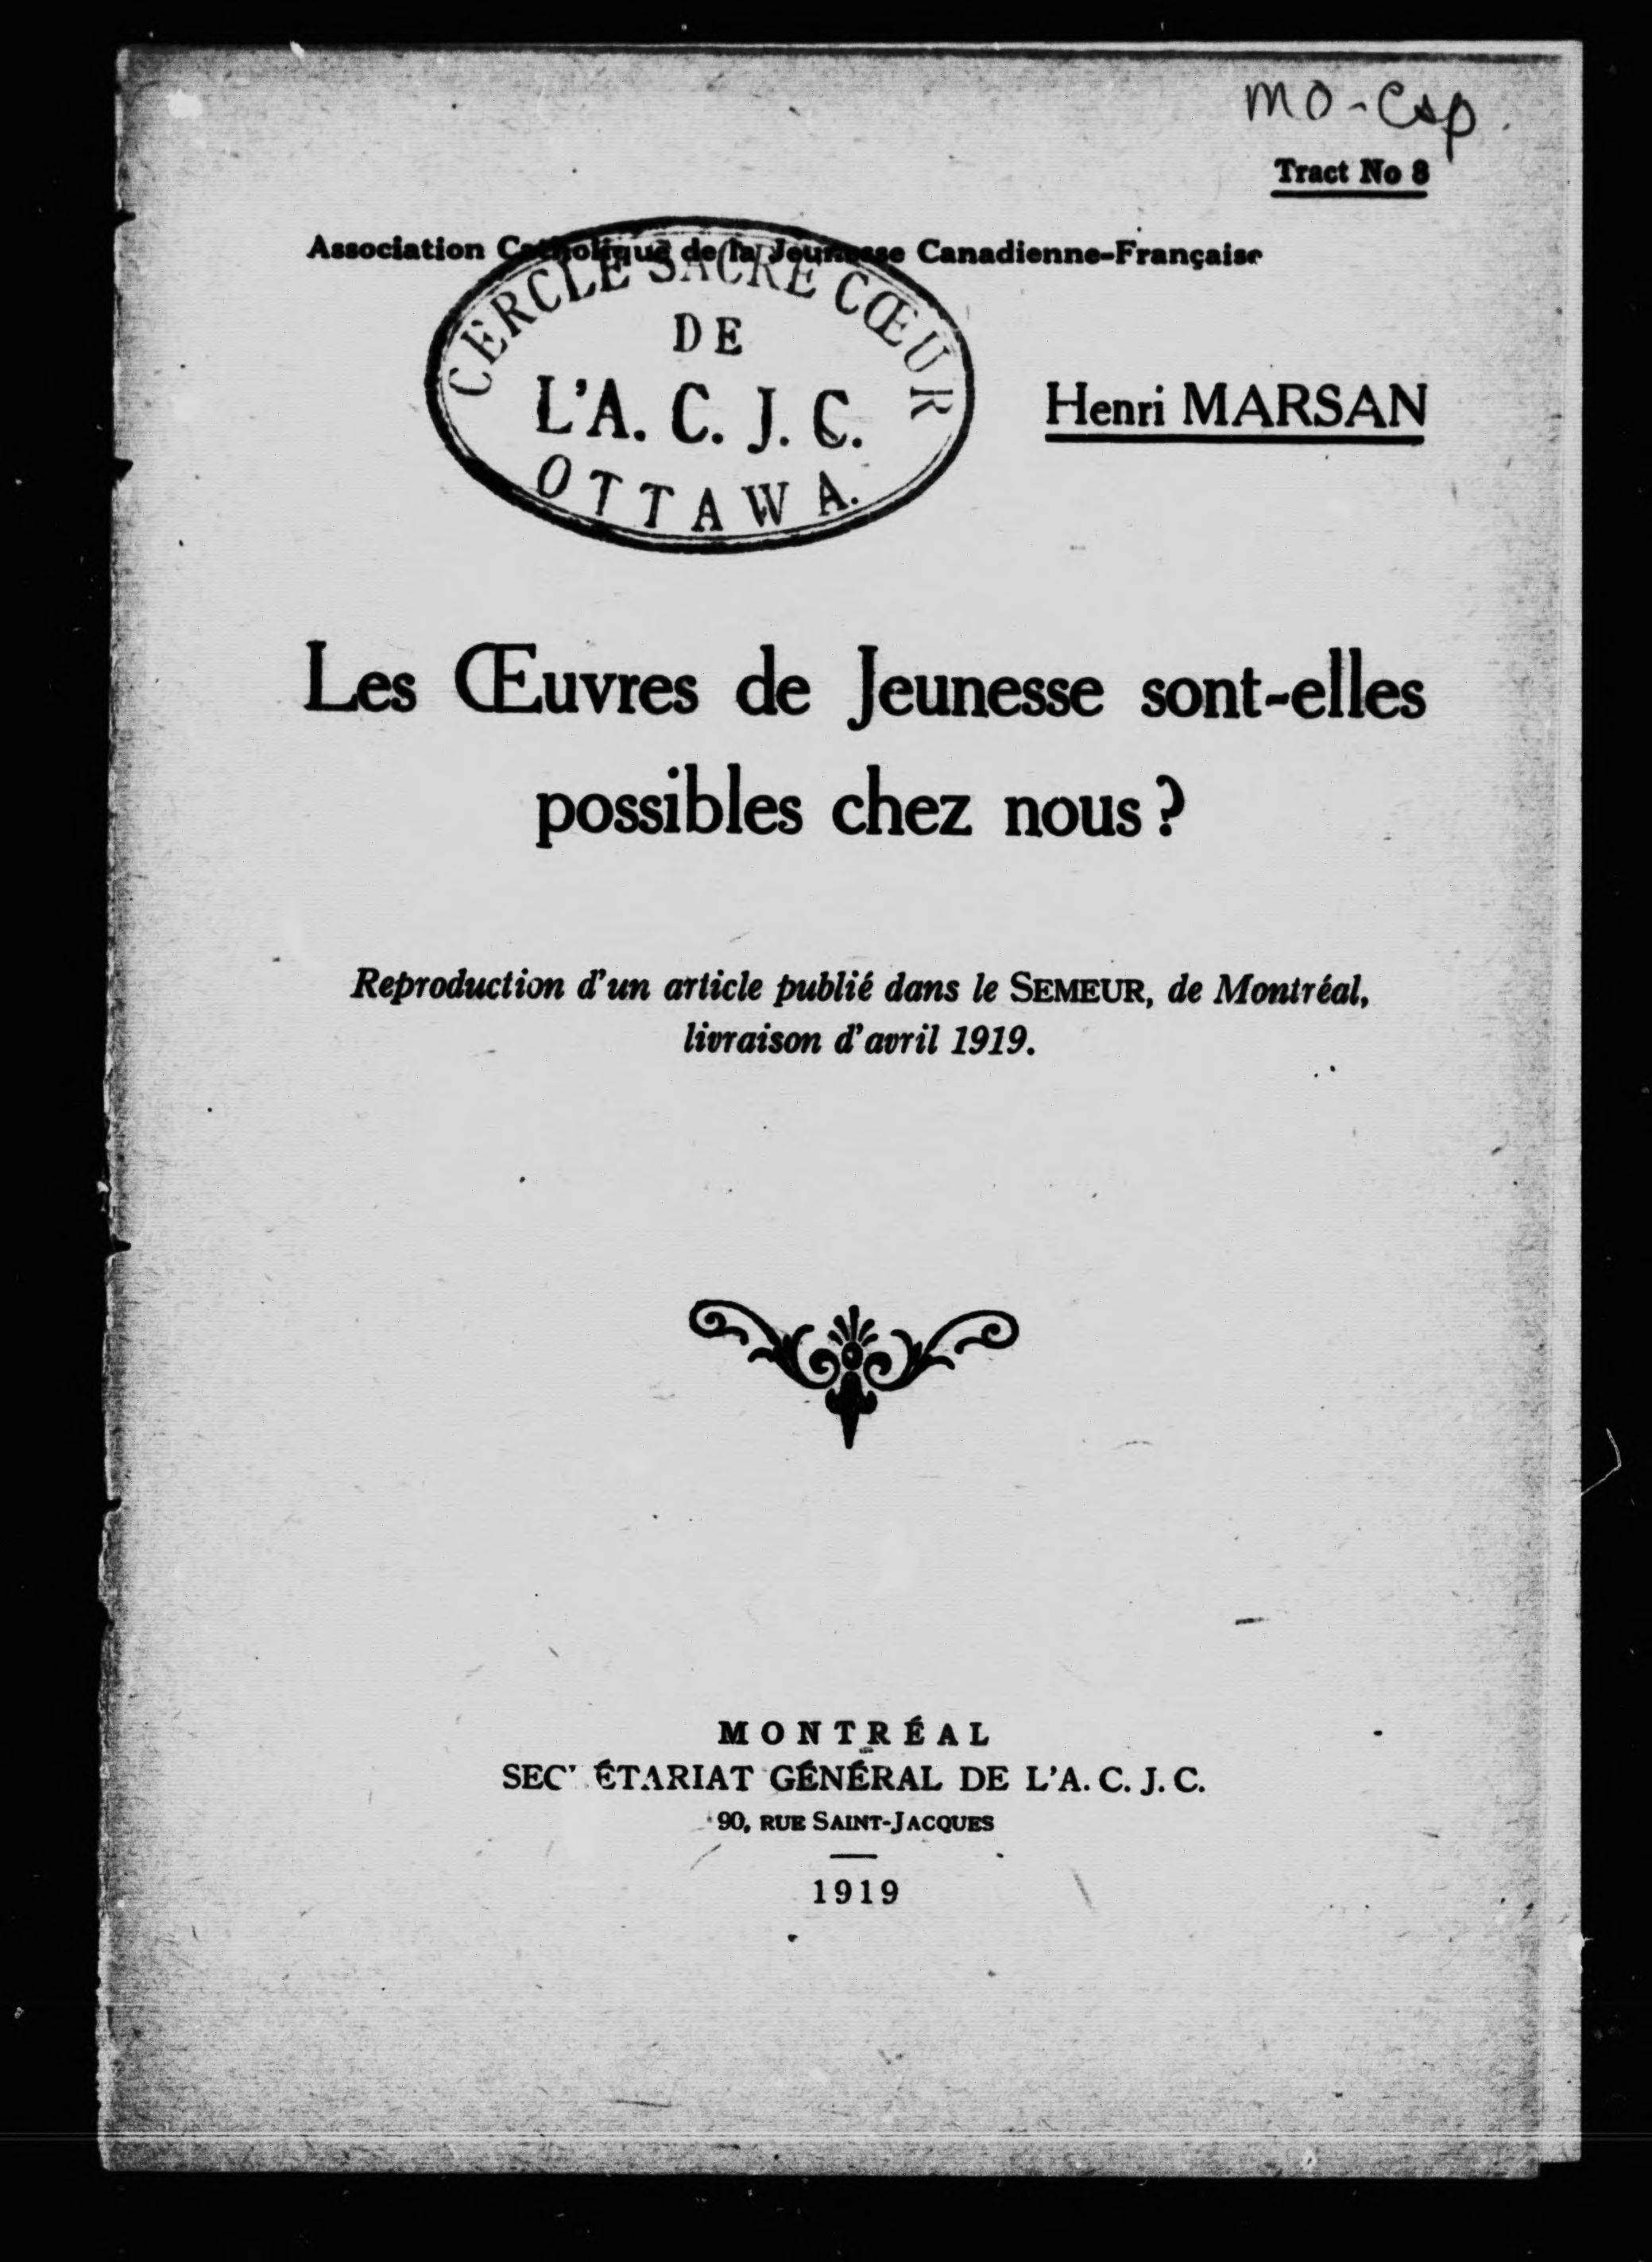 mo-csp
Tract No 8
Association Catholique de la Jeunesse Canadienne-Française
CERCLE SACRÉ CŒUR
DE
L'A. C. J. C.
OTTAWA.
Henri MARSAN
Les Œuvres de Jeunesse sont-elles
possibles chez nous ?
Reproduction d'un article publié dans le SEMEUR, de Montréal,
livraison d'avril 1919.
MONTRÉAL
SECRÉTARIAT GÉNÉRAL DE L'A. C. J. C.
90, RUE SAINT-JACQUES
1919